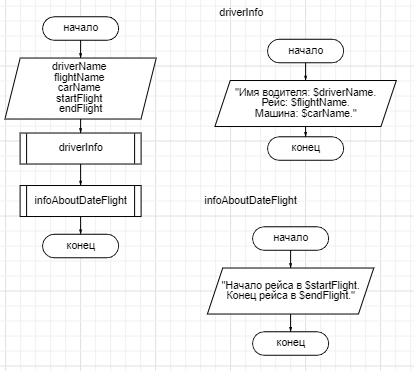 начало
driverName
flightName
carName
startFlight
endFlight
driverInfo
infoAboutDateFlight
конец
driverInfo
начало
"Имя водителя: $driverName.
Рейс: $flightName.
Машина: $carName."
конец
infoAboutDateFlight
начало
"Начало рейса в $startFlight.
Конец рейса в $endFlight."
конец